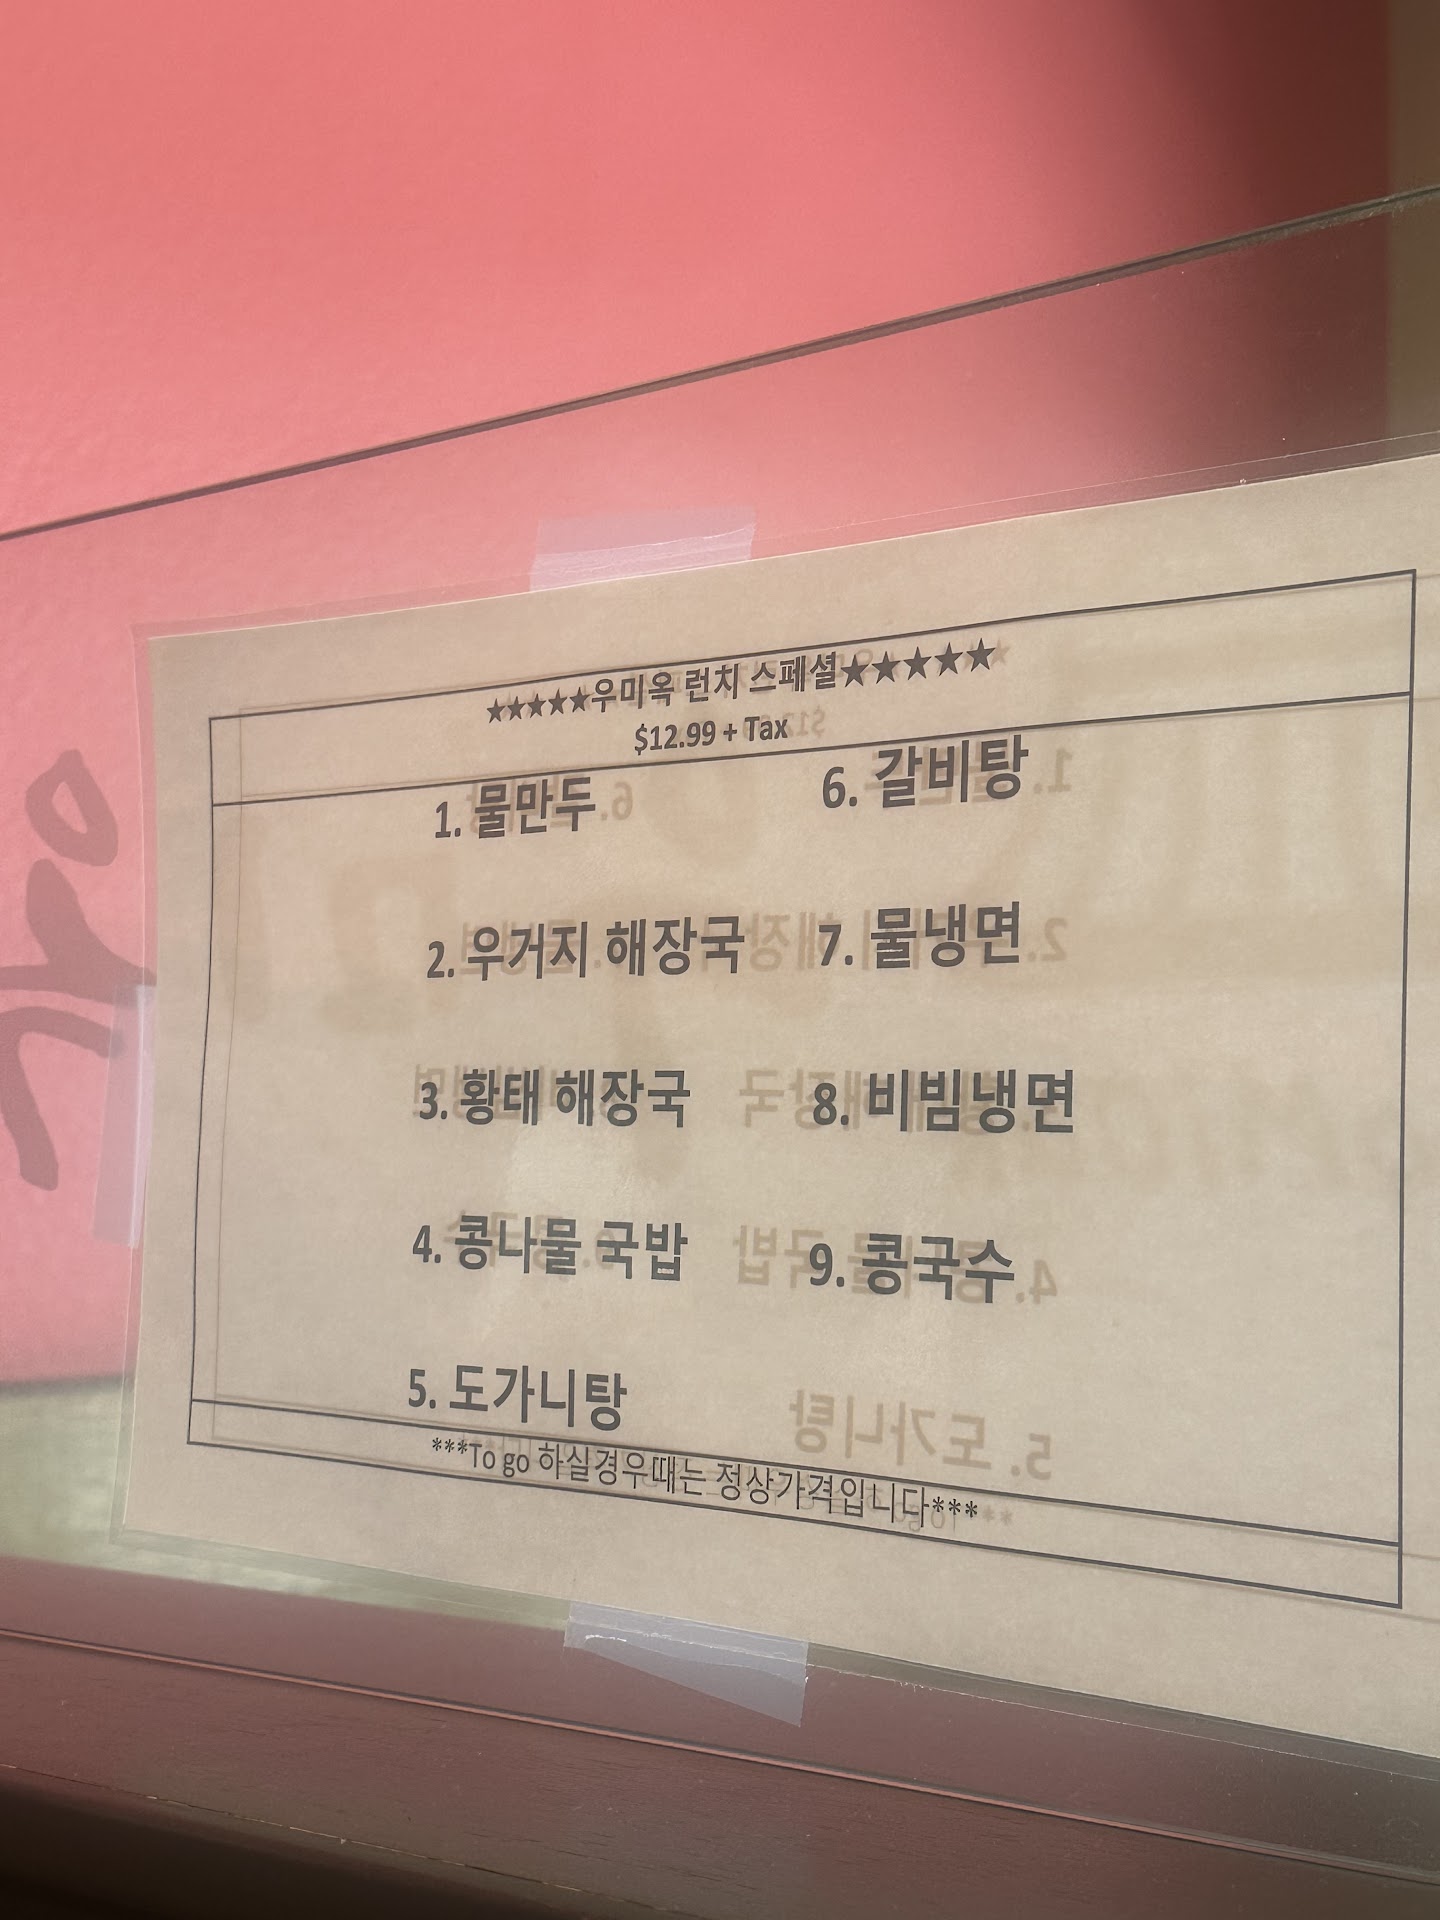 ★★★★★우미옥 런치 스페셜★★★★★
$12.99 + Tax
1. 물만두
6. 갈비탕
2. 우거지 해장국
7. 물냉면
3. 황태 해장국
8. 비빔냉면
4. 콩나물 국밥
9. 콩국수
5. 도가니탕
***To go 하실경우때는 정상가격입니다***